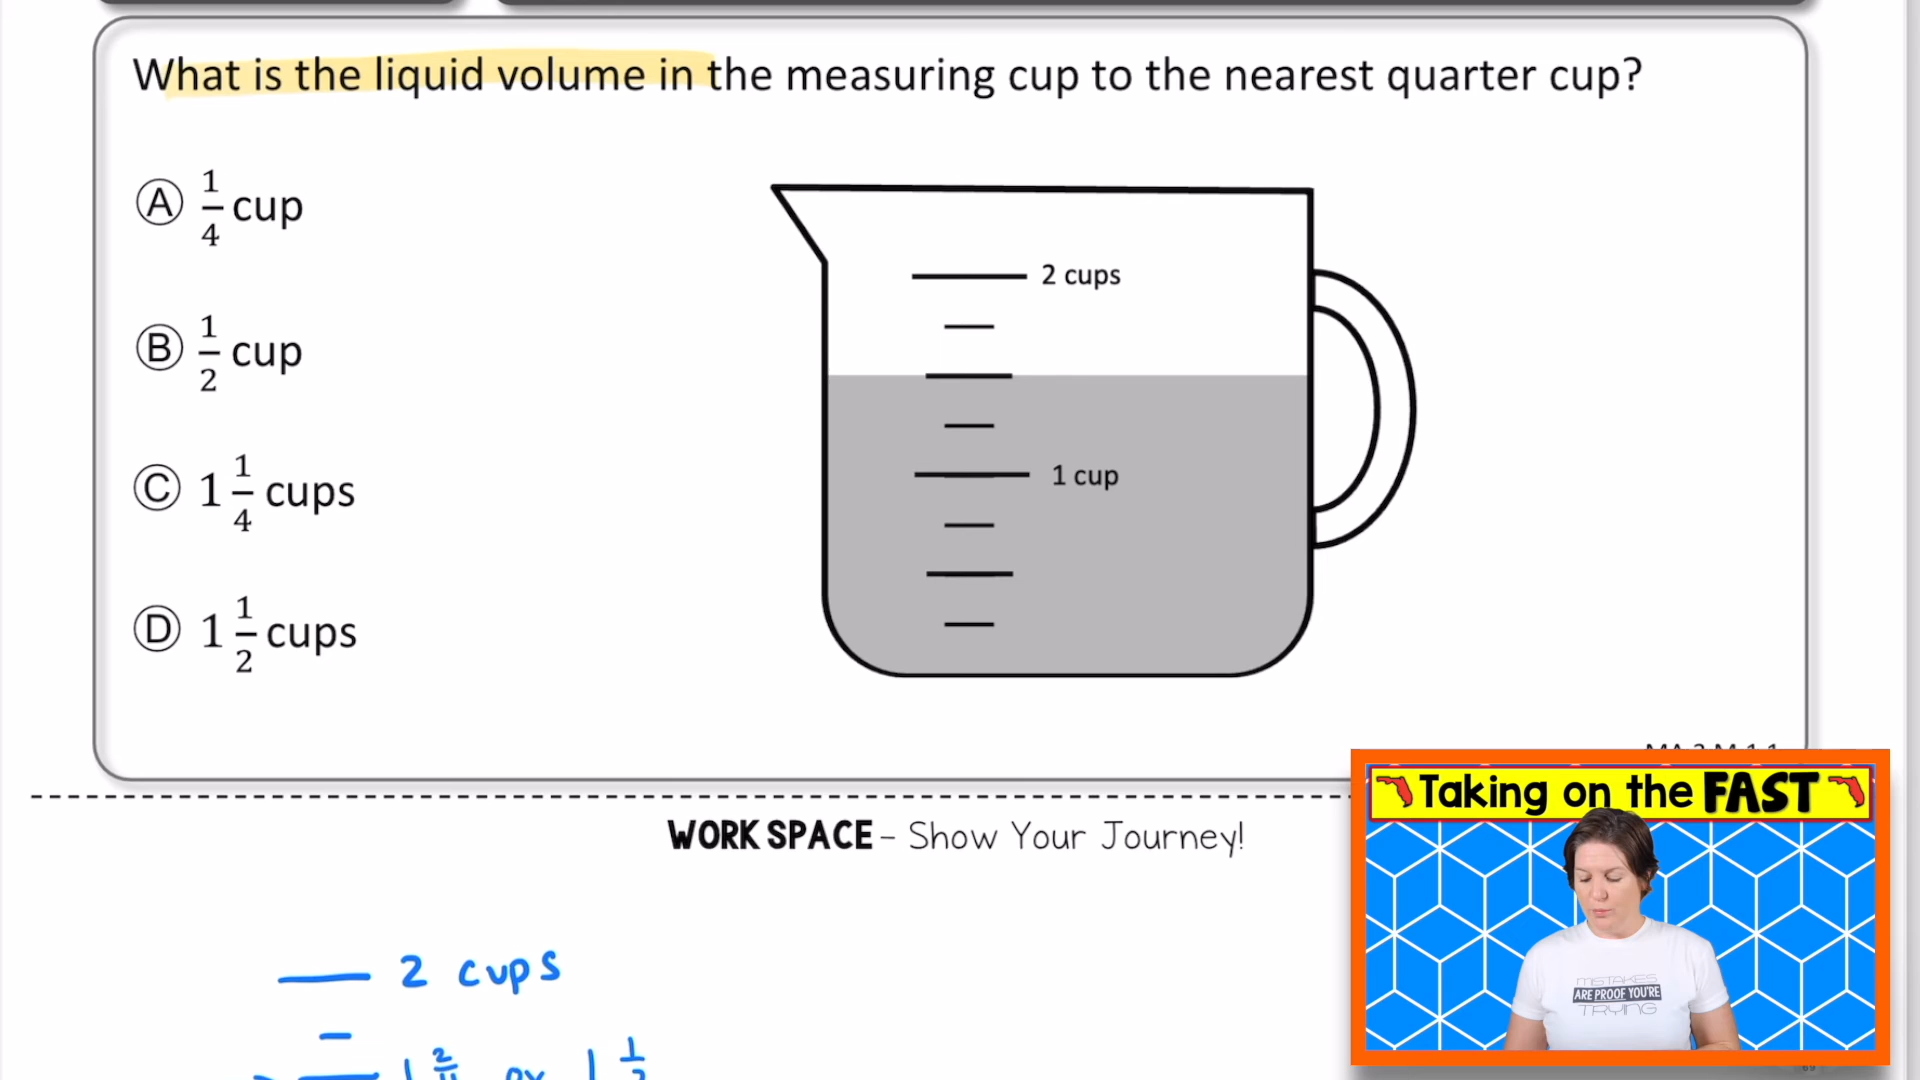 What is the liquid volume in the measuring cup to the nearest quarter cup?
Ⓐ 1/4 cup
Ⓑ 1/2 cup
Ⓒ 1 1/4 cups
Ⓓ 1 1/2 cups
2 cups
1 cup
Taking on the FAST
MISTAKES
ARE PROOF YOU'RE
TRYING
WORK SPACE – Show Your Journey!
2 cups
or